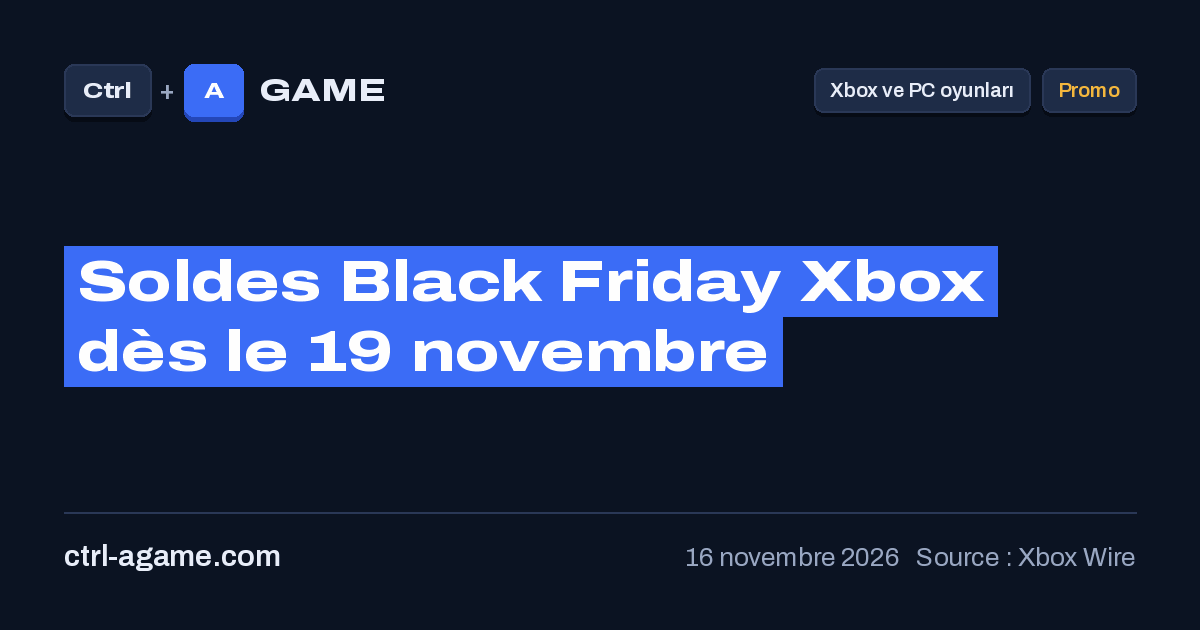 Ctrl + A GAME
Xbox ve PC oyunları
Promo
Soldes Black Friday Xbox
dès le 19 novembre
ctrl-agame.com
16 novembre 2026 Source : Xbox Wire